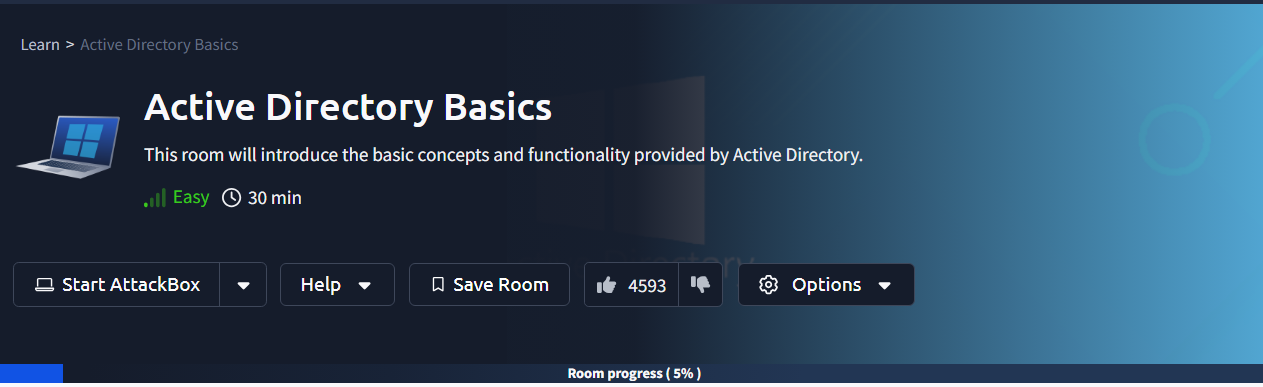 Learn > Active Directory Basics
Active Directory Basics
This room will introduce the basic concepts and functionality provided by Active Directory.
Easy 30 min
Start AttackBox Help Save Room 4593 Options
Room progress ( 5% )